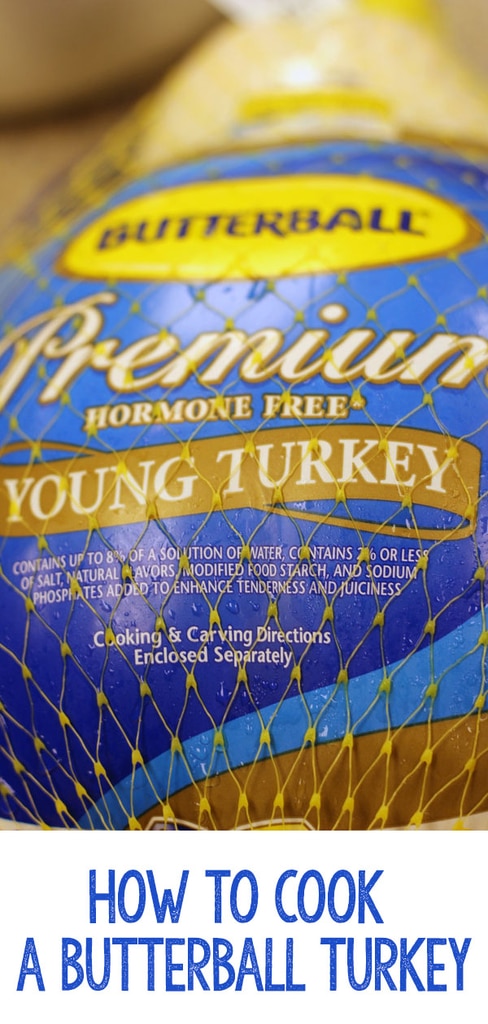 BUTTERBALL
Premium
HORMONE FREE*
YOUNG TURKEY
CONTAINS UP TO 8% OF A SOLUTION OF WATER, CONTAINS 2% OR LESS
OF SALT, NATURAL FLAVORS, MODIFIED FOOD STARCH, AND SODIUM
PHOSPHATES ADDED TO ENHANCE TENDERNESS AND JUICINESS
Cooking & Carving Directions
Enclosed Separately
HOW TO COOK
A BUTTERBALL TURKEY